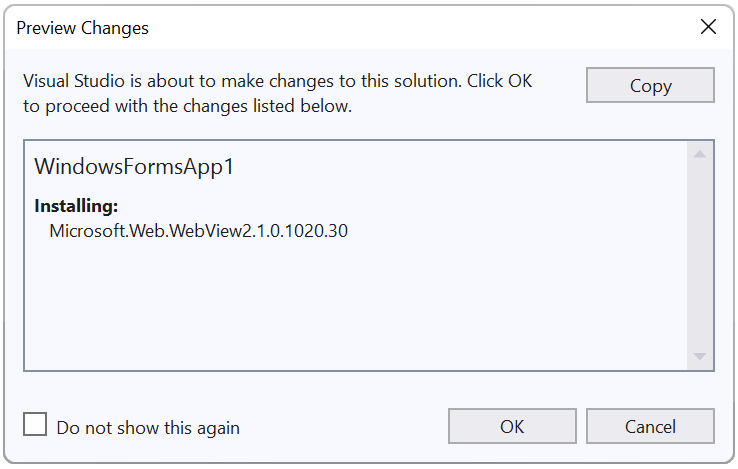 Preview Changes
Visual Studio is about to make changes to this solution. Click OK
to proceed with the changes listed below.
Copy
WindowsFormsApp1
Installing:
Microsoft.Web.WebView2.1.0.1020.30
Do not show this again
OK
Cancel